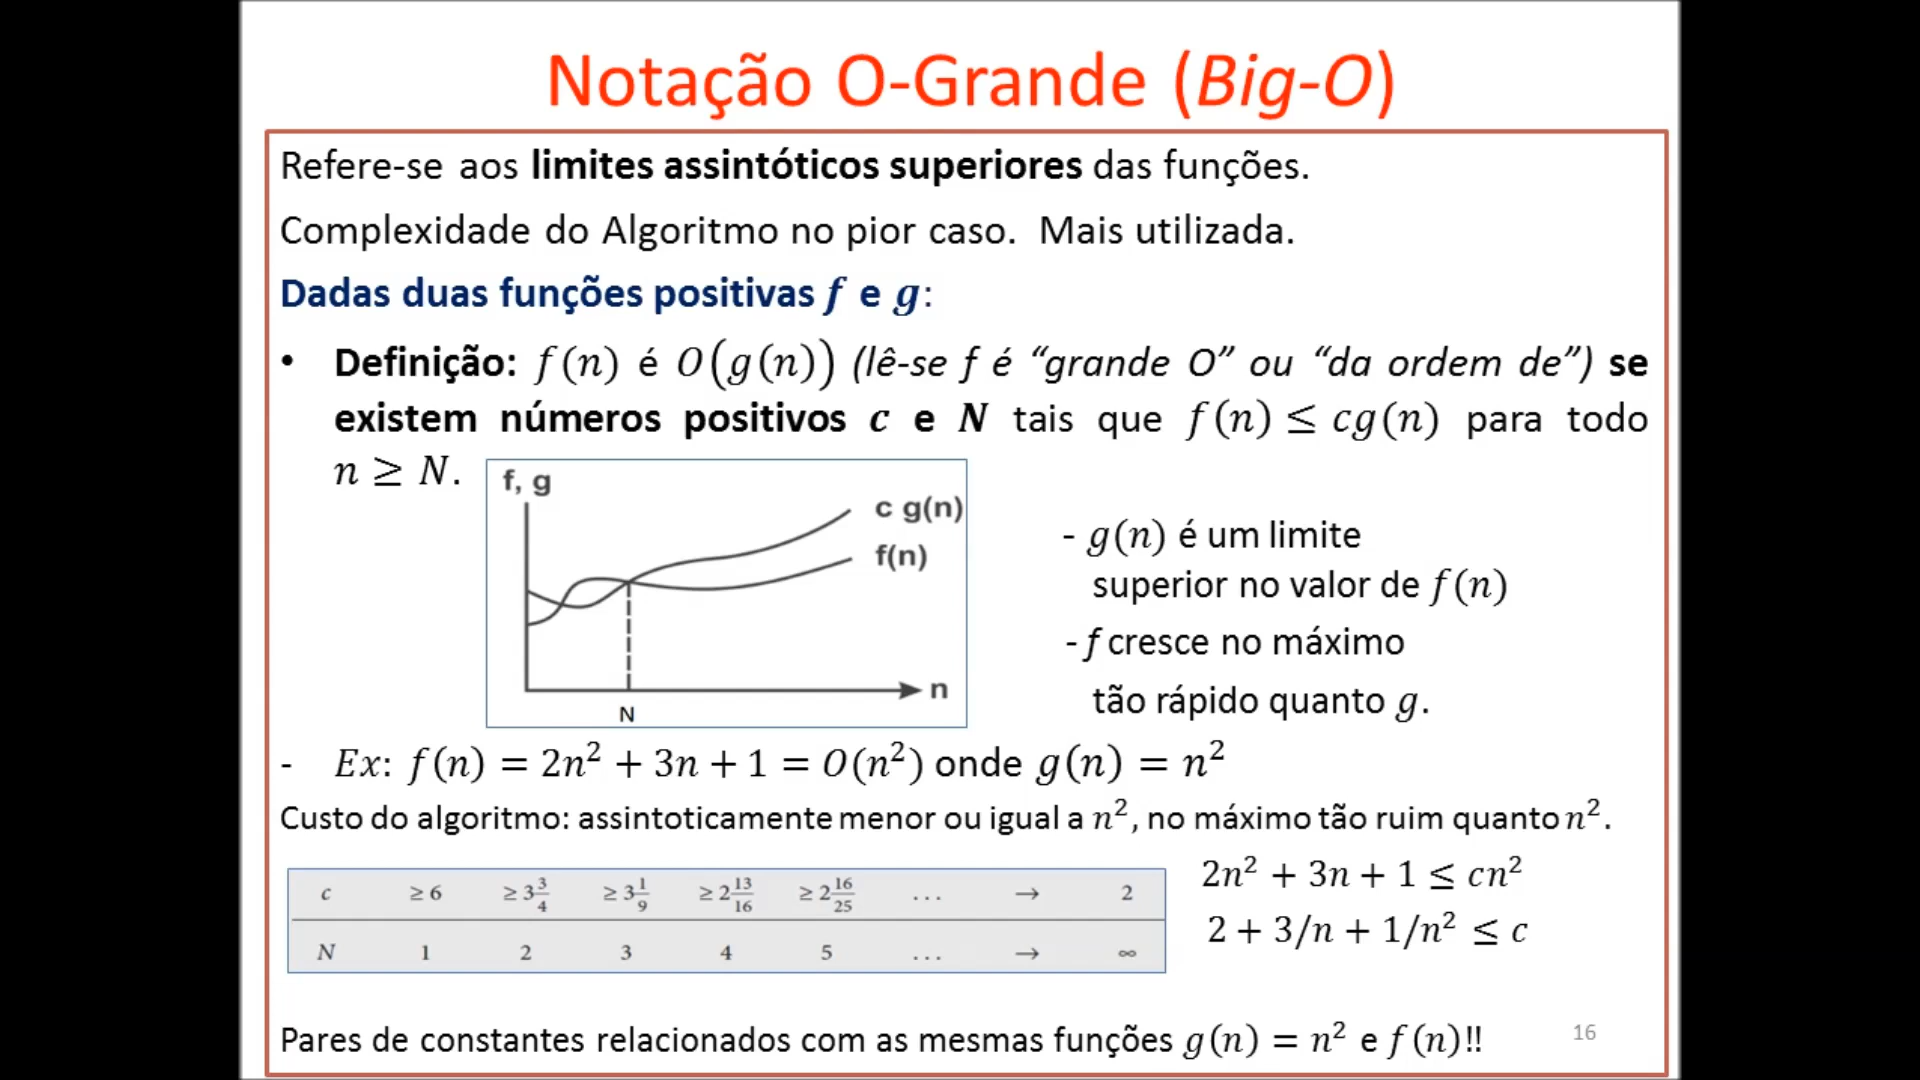 Notação O-Grande (Big-O)
Refere-se aos limites assintóticos superiores das funções.
Complexidade do Algoritmo no pior caso. Mais utilizada.
Dadas duas funções positivas f e g:
• Definição: f(n) é O(g(n)) (lê-se f é “grande O” ou “da ordem de”) se
existem números positivos c e N tais que f(n) ≤ cg(n) para todo
n ≥ N.
f, g
c g(n)
f(n)
n
N
- g(n) é um limite
superior no valor de f(n)
- f cresce no máximo
tão rápido quanto g.
- Ex: f(n) = 2n² + 3n + 1 = O(n²) onde g(n) = n²
Custo do algoritmo: assintoticamente menor ou igual a n², no máximo tão ruim quanto n².
c ≥ 6 ≥ 3 3/4 ≥ 3 1/9 ≥ 2 13/16 ≥ 2 16/25 ... → 2
N 1 2 3 4 5 ... → ∞
2n² + 3n + 1 ≤ cn²
2 + 3/n + 1/n² ≤ c
Pares de constantes relacionados com as mesmas funções g(n) = n² e f(n)!!
16